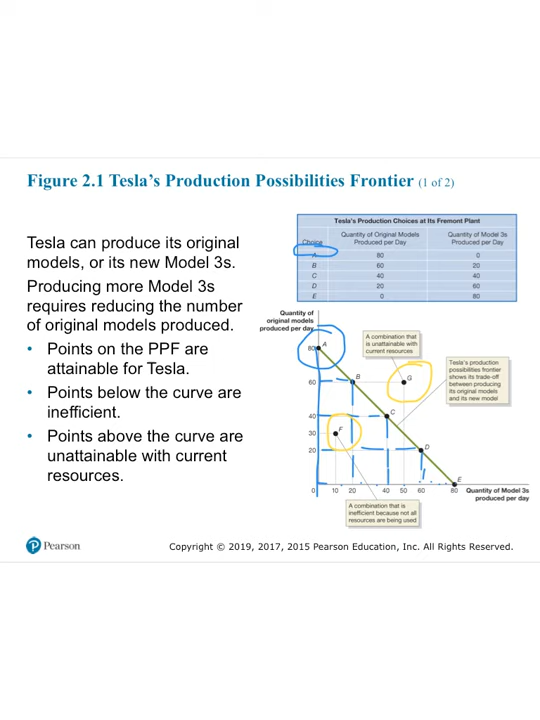 Figure 2.1 Tesla’s Production Possibilities Frontier (1 of 2)
Tesla can produce its original
models, or its new Model 3s.
Producing more Model 3s
requires reducing the number
of original models produced.
• Points on the PPF are
attainable for Tesla.
• Points below the curve are
inefficient.
• Points above the curve are
unattainable with current
resources.
Tesla's Production Choices at Its Fremont Plant
Choice
Quantity of Original Models
Produced per Day
Quantity of Model 3s
Produced per Day
A 80 0
B 60 20
C 40 40
D 20 60
E 0 80
Quantity of
original models
produced per day
A combination that
is unattainable with
current resources
Tesla's production
possibilities frontier
shows its trade-off
between producing
its original models
and its new model
80
60
40
30
20
A
B
C
D
E
F
G
0 10 20 40 50 60 80
Quantity of Model 3s
produced per day
A combination that is
inefficient because not all
resources are being used
Pearson
Copyright © 2019, 2017, 2015 Pearson Education, Inc. All Rights Reserved.